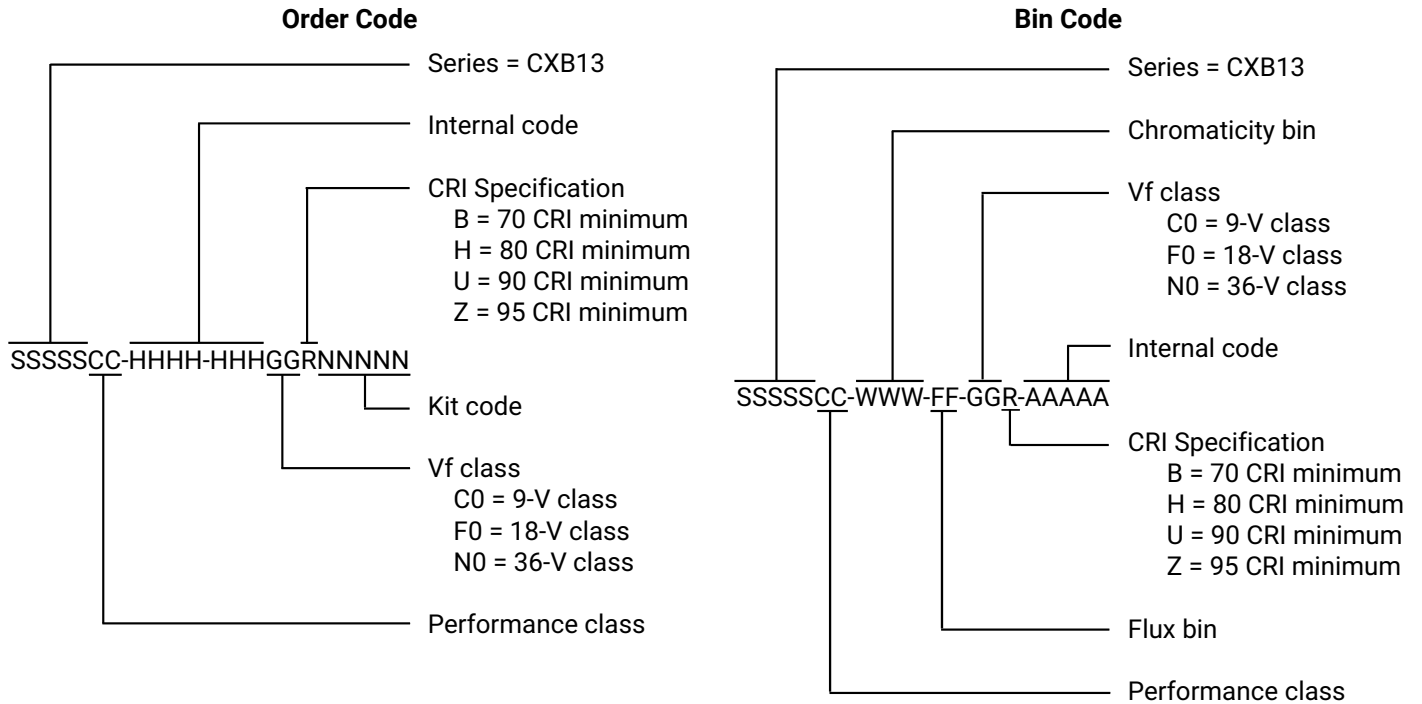 Order Code
Series = CXB13
Internal code
CRI Specification
B = 70 CRI minimum
H = 80 CRI minimum
U = 90 CRI minimum
Z = 95 CRI minimum
SSSSSCC-HHHH-HHHGGRNNNNN
Kit code
Vf class
C0 = 9-V class
F0 = 18-V class
N0 = 36-V class
Performance class
Bin Code
Series = CXB13
Chromaticity bin
Vf class
C0 = 9-V class
F0 = 18-V class
N0 = 36-V class
Internal code
SSSSSCC-WWW-FF-GGR-AAAAA
CRI Specification
B = 70 CRI minimum
H = 80 CRI minimum
U = 90 CRI minimum
Z = 95 CRI minimum
Flux bin
Performance class